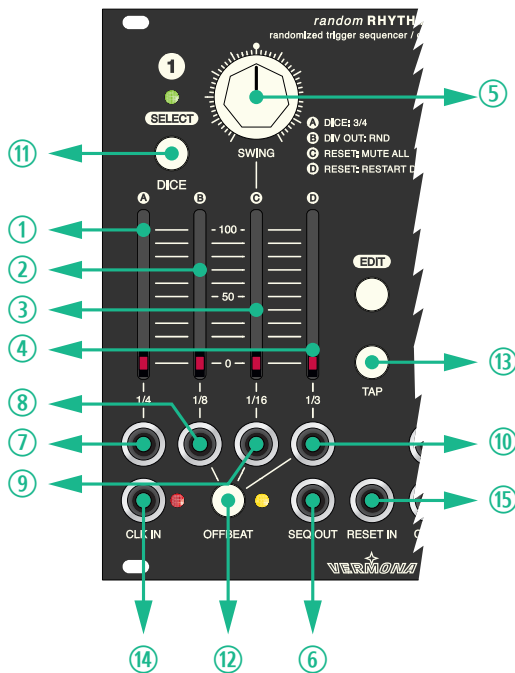 random RHYTH
randomized trigger sequencer /
1
SELECT
DICE
SWING
A DICE: 3/4
B DIV OUT: RND
C RESET: MUTE ALL
D RESET: RESTART D
A B C D
100
50
0
EDIT
TAP
1/4 1/8 1/16 1/3
CLK IN OFFBEAT SEQ OUT RESET IN
VERMONA
1
2
3
4
5
6
7
8
9
10
11
12
13
14
15